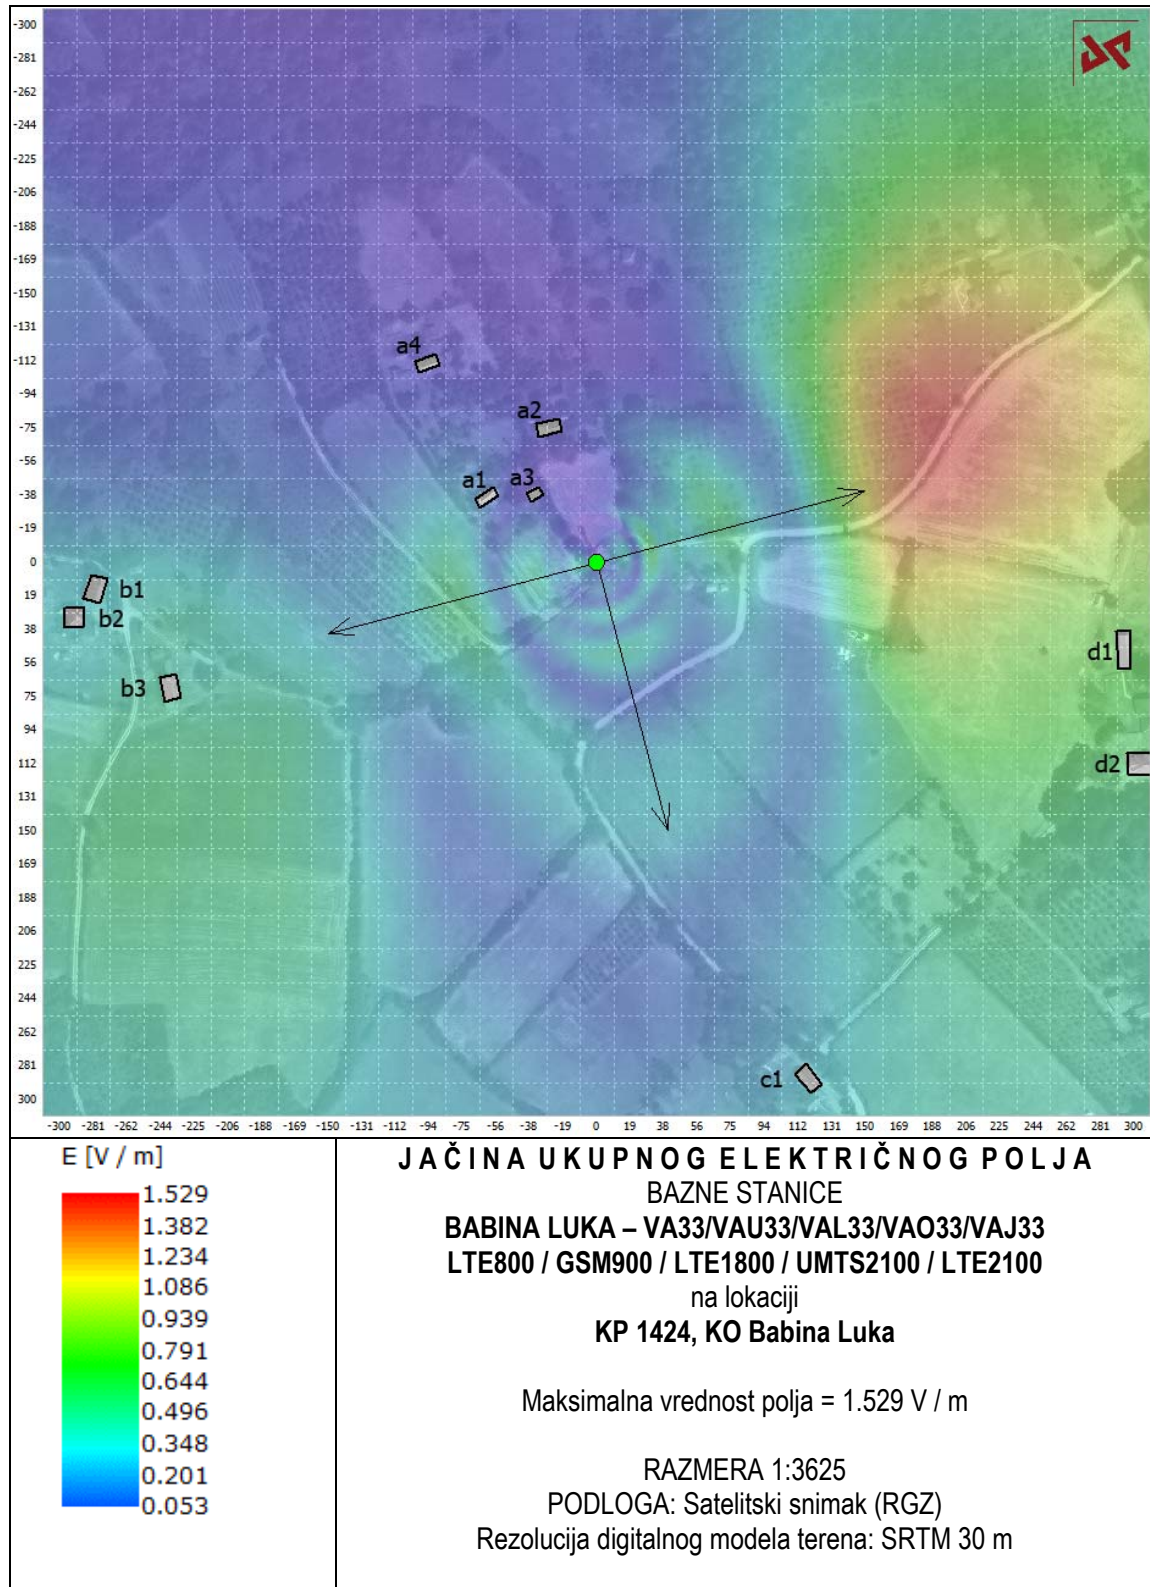 -300
-281
-262
-244
-225
-206
-188
-169
-150
-131
-112
-94
-75
-56
-38
-19
0
19
38
56
75
94
112
131
150
169
188
206
225
244
262
281
300
a4
a2
a1
a3
b1
b2
b3
d1
d2
c1
-300 -281 -262 -244 -225 -206 -188 -169 -150 -131 -112 -94 -75 -56 -38 -19 0 19 38 56 75 94 112 131 150 169 188 206 225 244 262 281 300
E [V / m]
1.529
1.382
1.234
1.086
0.939
0.791
0.644
0.496
0.348
0.201
0.053
JAČINA UKUPNOG ELEKTRIČNOG POLJA
BAZNE STANICE
BABINA LUKA – VA33/VAU33/VAL33/VAO33/VAJ33
LTE800 / GSM900 / LTE1800 / UMTS2100 / LTE2100
na lokaciji
KP 1424, KO Babina Luka
Maksimalna vrednost polja = 1.529 V / m
RAZMERA 1:3625
PODLOGA: Satelitski snimak (RGZ)
Rezolucija digitalnog modela terena: SRTM 30 m